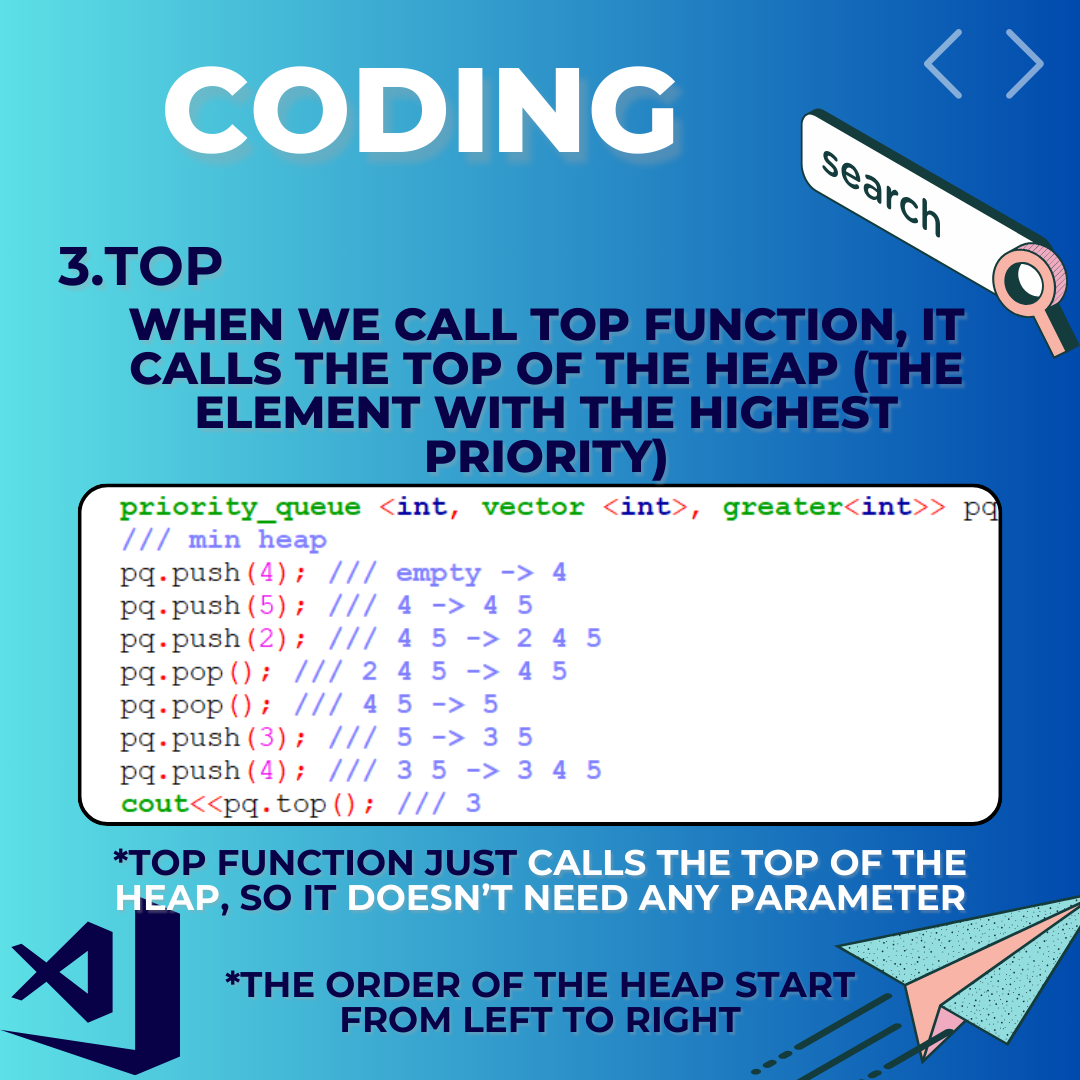 CODING
search
3.TOP
WHEN WE CALL TOP FUNCTION, IT
CALLS THE TOP OF THE HEAP (THE
ELEMENT WITH THE HIGHEST
PRIORITY)
priority_queue <int, vector <int>, greater<int>> pq
/// min heap
pq.push(4); /// empty -> 4
pq.push(5); /// 4 -> 4 5
pq.push(2); /// 4 5 -> 2 4 5
pq.pop(); /// 2 4 5 -> 4 5
pq.pop(); /// 4 5 -> 5
pq.push(3); /// 5 -> 3 5
pq.push(4); /// 3 5 -> 3 4 5
cout<<pq.top(); /// 3
*TOP FUNCTION JUST CALLS THE TOP OF THE
HEAP, SO IT DOESN’T NEED ANY PARAMETER
*THE ORDER OF THE HEAP START
FROM LEFT TO RIGHT